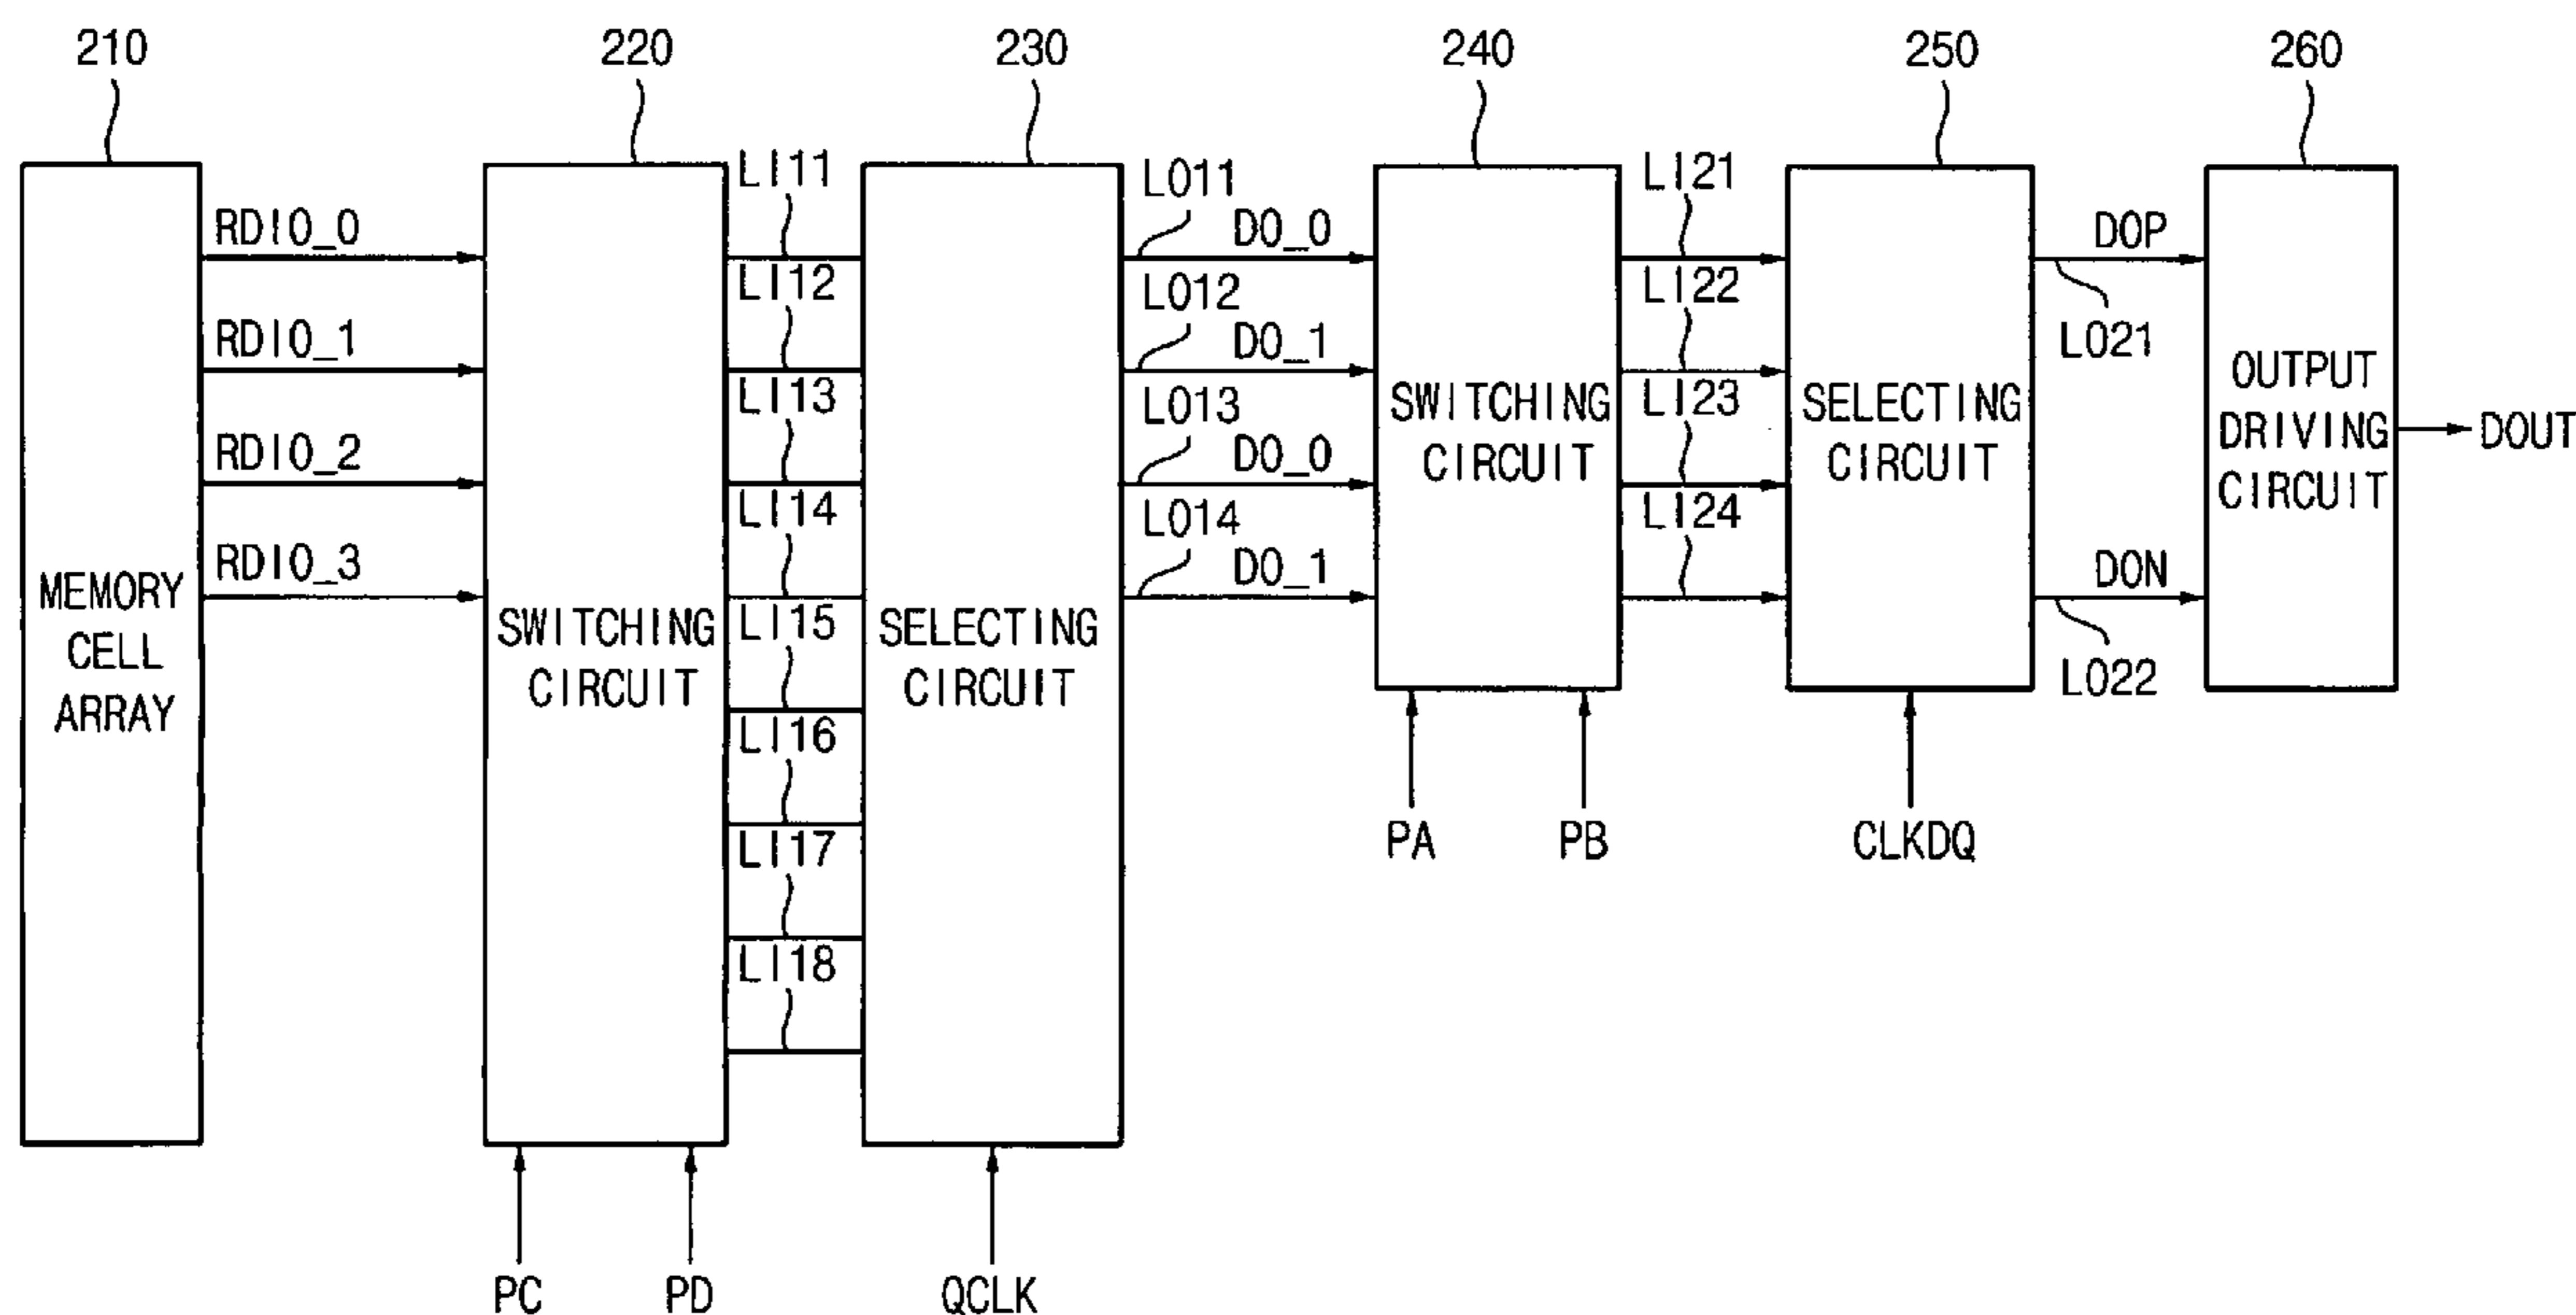 210
220
230
240
250
260
RDIO_0
RDIO_1
RDIO_2
RDIO_3
MEMORY
CELL
ARRAY
SWITCHING
CIRCUIT
LI11
LI12
LI13
LI14
LI15
LI16
LI17
LI18
SELECTING
CIRCUIT
LO11
DO_0
LO12
DO_1
LO13
DO_0
LO14
DO_1
SWITCHING
CIRCUIT
LI21
LI22
LI23
LI24
SELECTING
CIRCUIT
DOP
LO21
DON
LO22
OUTPUT
DRIVING
CIRCUIT
DOUT
PA
PB
CLKDQ
PC
PD
QCLK